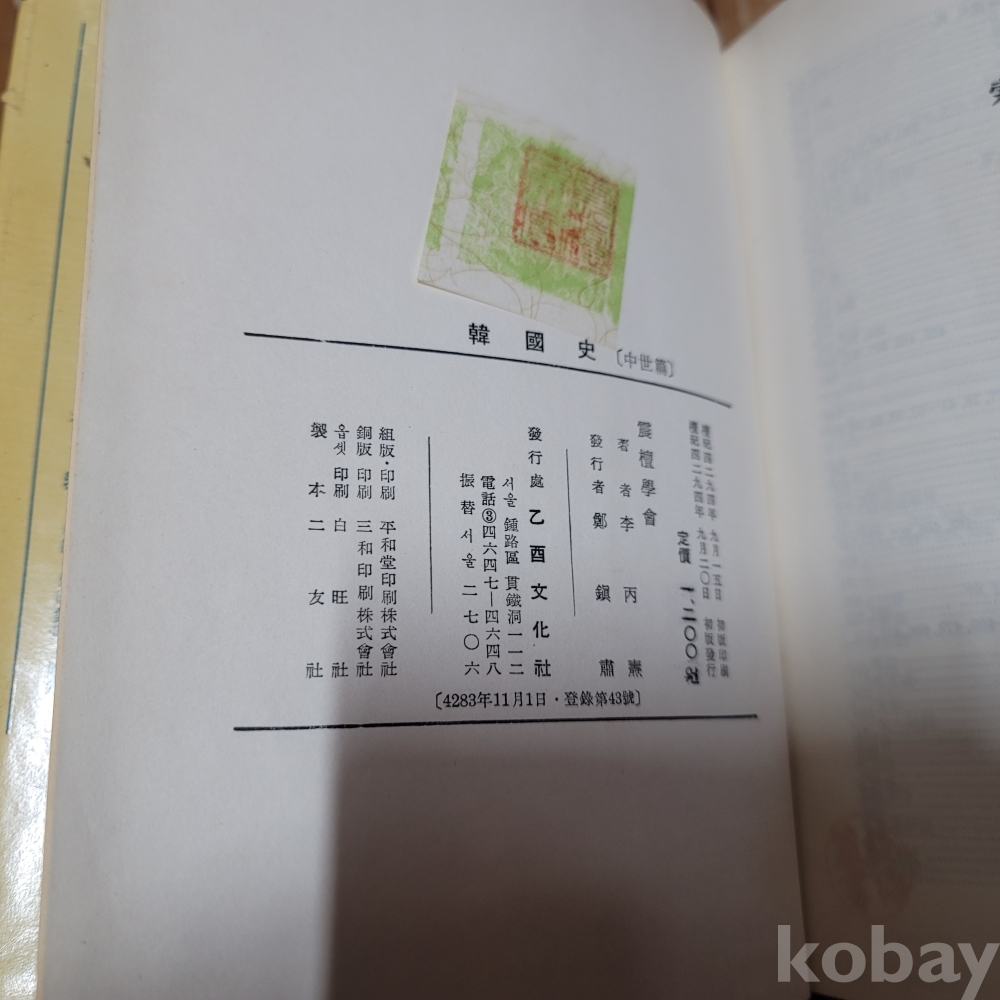 韓國史 〔中世篇〕
檀紀四二九四年 九月一五日 初版印刷
檀紀四二九四年 九月二〇日 初版發行
定價 一、二〇〇원
震檀學會
著者 李丙燾
發行者 鄭鎭肅
發行處 乙酉文化社
서울 鍾路區 貫鐵洞一一二
電話③四六四七—四六四八
振替 서울 二七〇六
組版・印刷 平和堂印刷株式會社
銅版 印刷 三和印刷株式會社
옵셋 印刷 白旺社
製本 二友社
〔4283年11月1日・登錄第43號〕
kobay